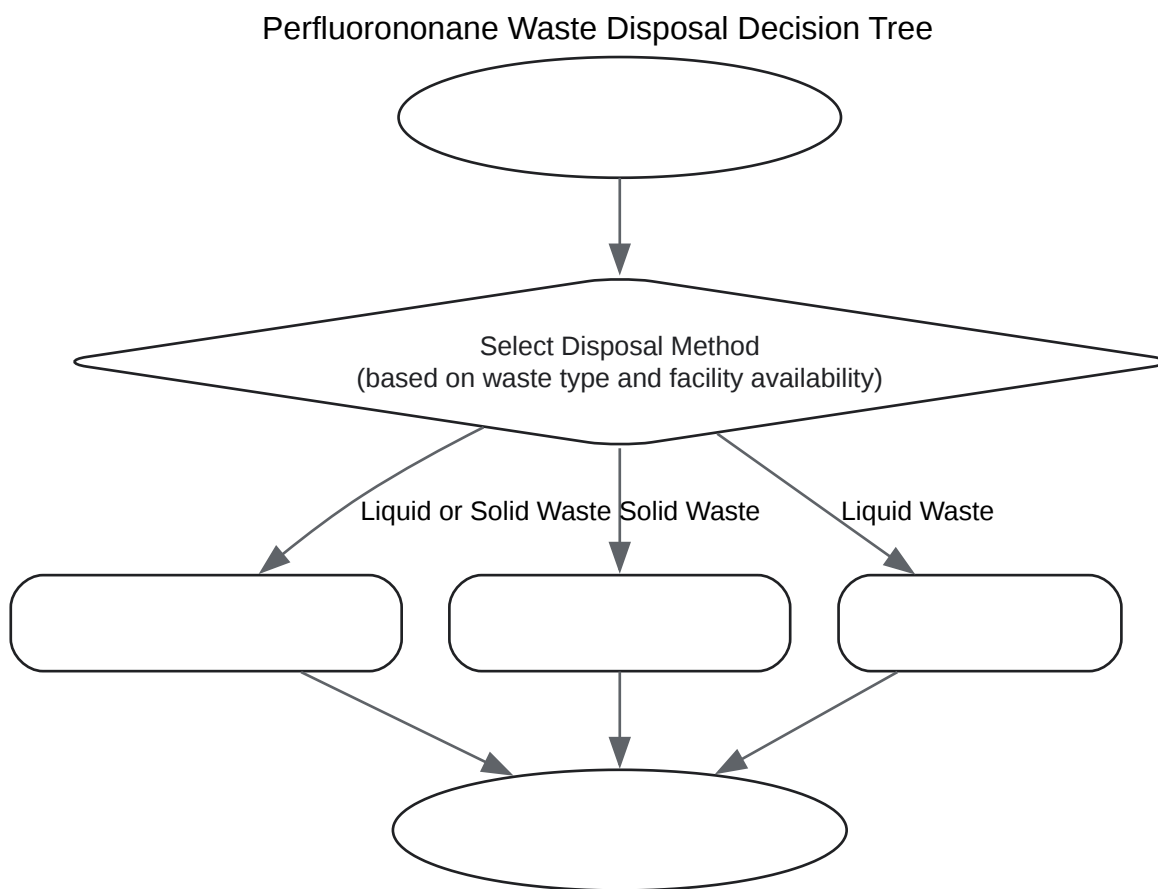 Perfluorononane Waste Disposal Decision Tree
Select Disposal Method
(based on waste type and facility availability)
Liquid or Solid Waste
Solid Waste
Liquid Waste